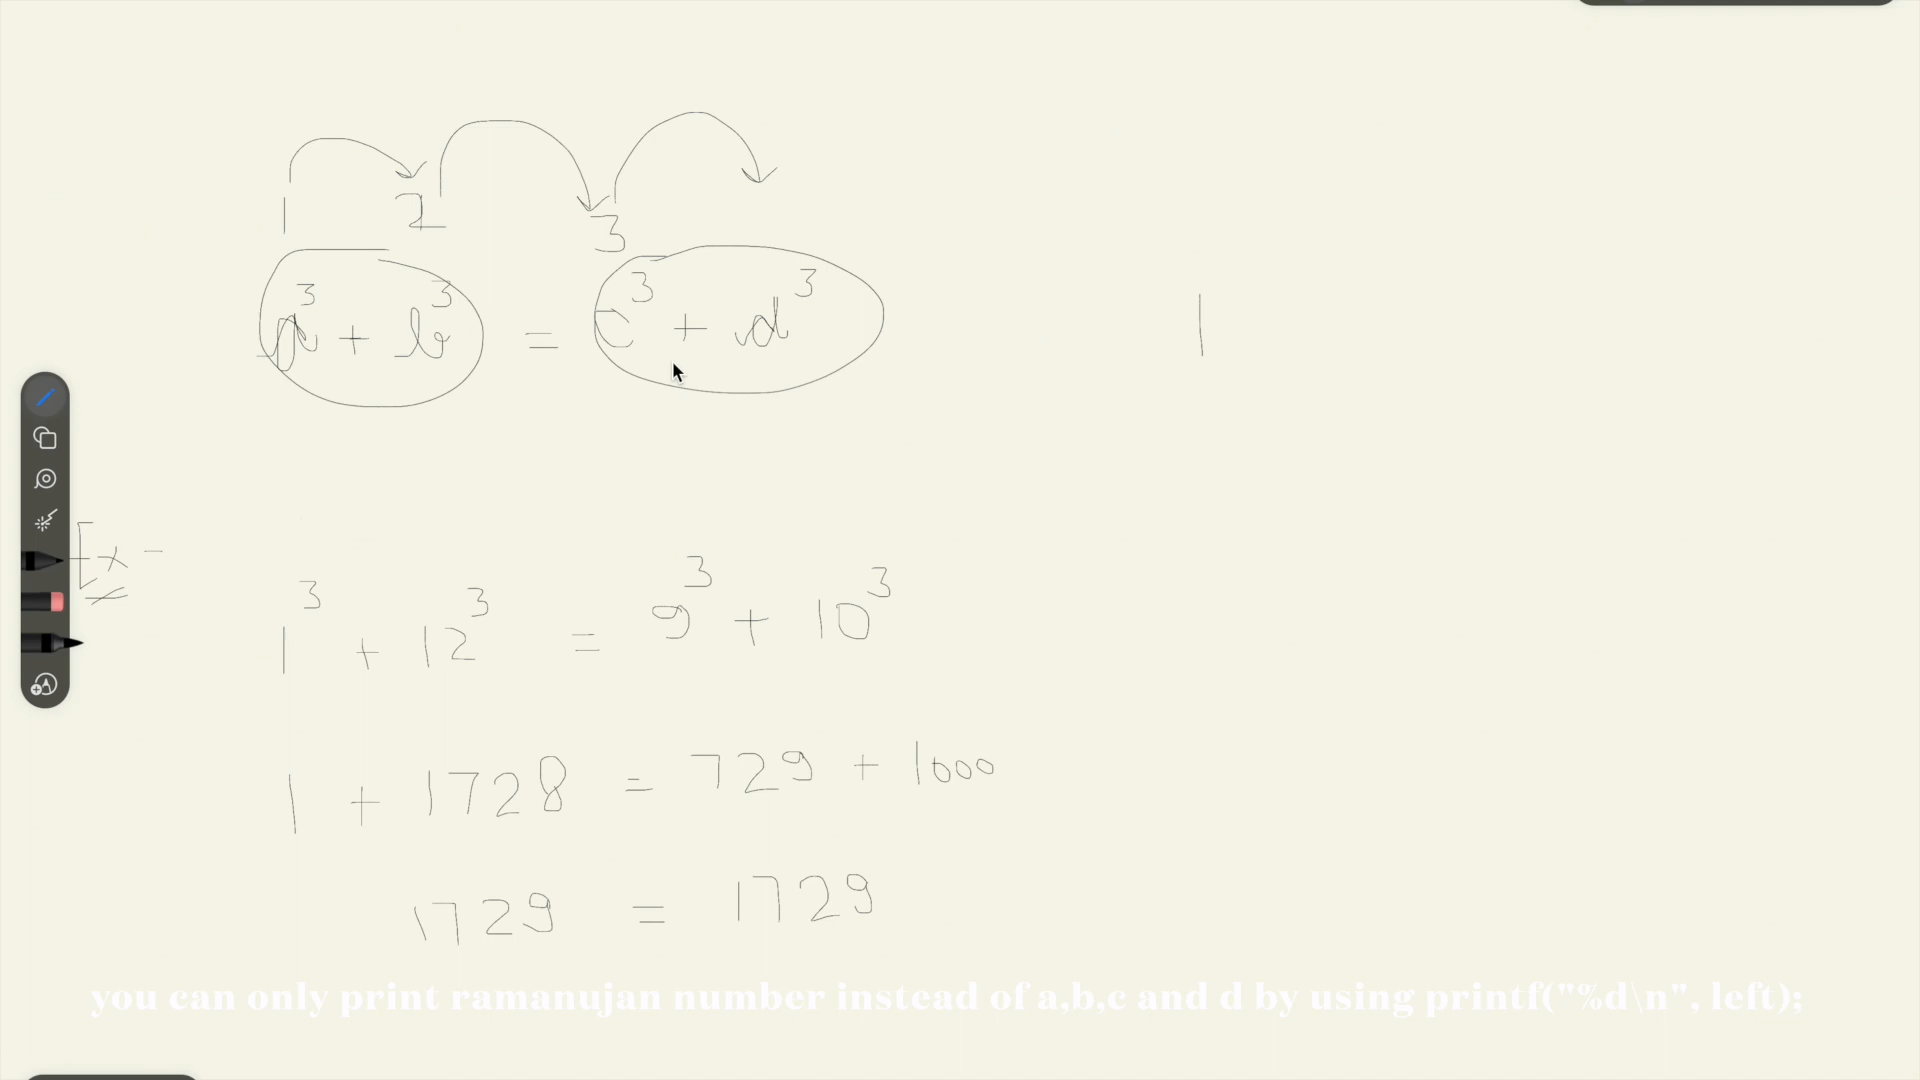 1 2 3
a³ + b³ = c³ + d³
1
Ex -
1³ + 12³ = 9³ + 10³
1 + 1728 = 729 + 1000
1729 = 1729
you can only print ramanujan number instead of a,b,c and d by using printf("%d\n", left);